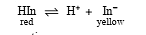 HIn ⇌ H⁺ + In⁻
red yellow